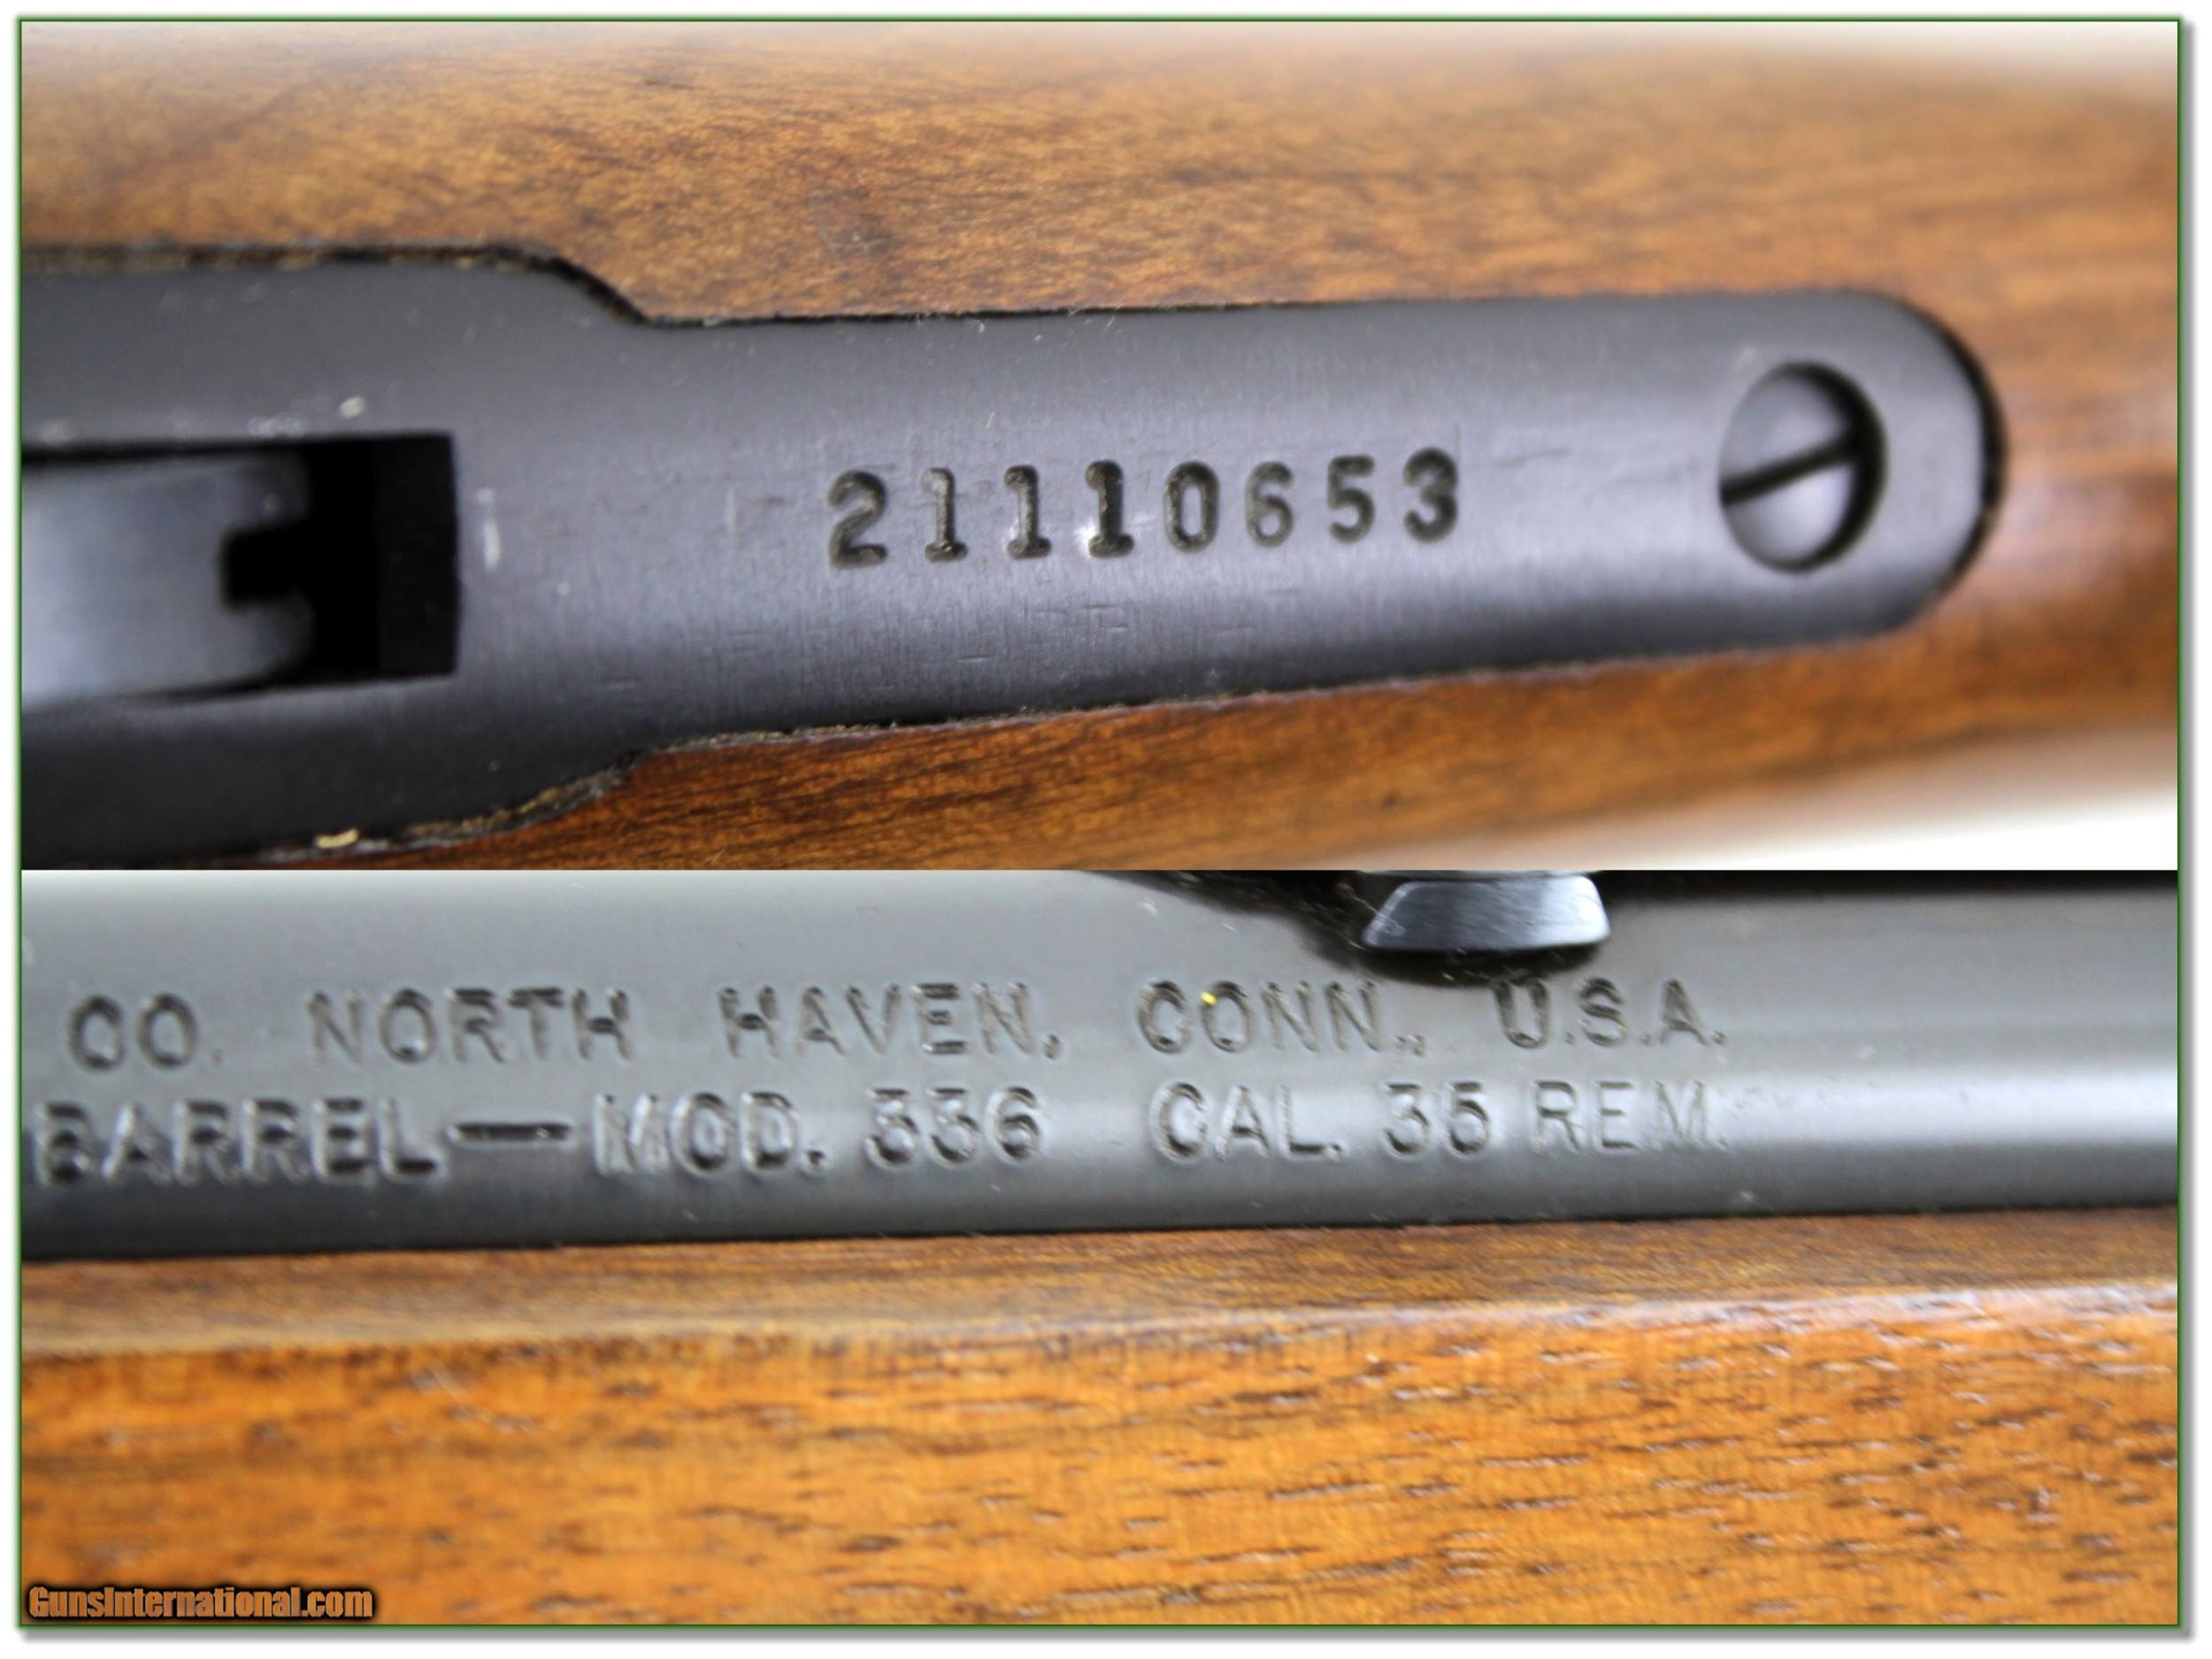 21110653
CO. NORTH HAVEN, CONN., U.S.A.
BARREL—MOD. 336 CAL. 35 REM.
GunsInternational.com